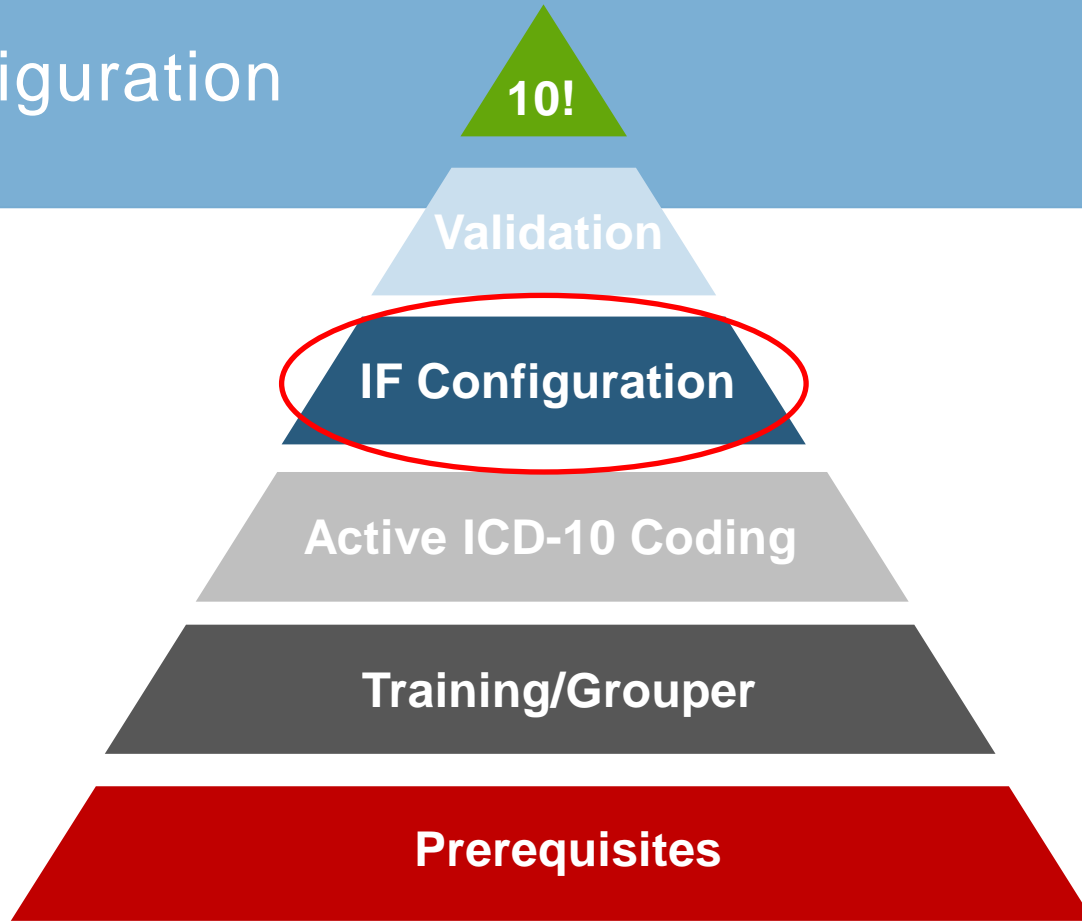 iguration
10!
Validation
IF Configuration
Active ICD-10 Coding
Training/Grouper
Prerequisites